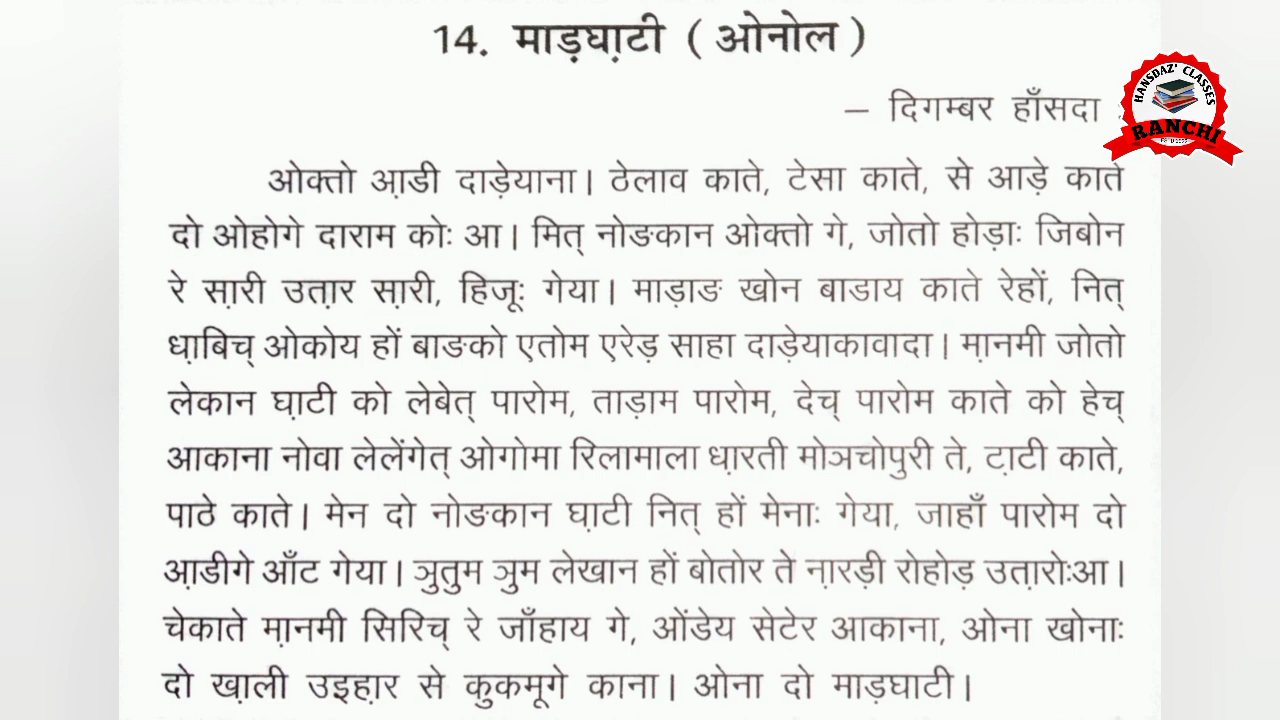 14. माड़घा़टी ( ओनोल )
– दिगम्बर हाँसदा
HANSDAZ' CLASSES
RANCHI
ओक्तो आ़डी दाड़ेयाना। ठेलाव काते, टेसा काते, से आड़े काते
दो ओहोगे दाराम कोः आ। मित् नोङकान ओक्तो गे, जोतो होड़ाः जिबोन
रे सा़री उता़र सा़री, हिजूः गेया। माड़ाङ खोन बाडाय काते रेहों, नित्
धा़बिच् ओकोय हों बाङको एतोम एरेड़ साहा दाड़ेयाकावादा। मा़नमी जोतो
लेकान घा़टी को लेबेत् पारोम, ताड़ाम पारोम, देच् पारोम काते को हेच्
आकाना नोवा लेलेंगेत् ओगोमा रिलामाला धा़रती मोञचोपुरी ते, टा़टी काते,
पाठे काते। मेन दो नोङकान घा़टी नित् हों मेनाः गेया, जाहाँ पारोम दो
आ़डीगे आँट गेया। ञुतुम ञुम लेखान हों बोतोर ते ना़रड़ी रोहोड़ उता़रोःआ।
चेकाते मा़नमी सिरिच् रे जाँहाय गे, ओंडेय सेटेर आकाना, ओना खोनाः
दो खा़ली उइहा़र से कुकमूगे काना। ओना दो माड़घाटी।